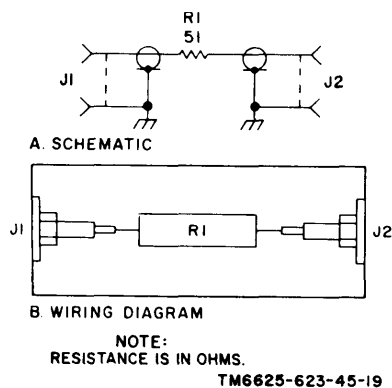 R1
51
J1
J2
A. SCHEMATIC
J1
R1
J2
B. WIRING DIAGRAM
NOTE:
RESISTANCE IS IN OHMS.
TM6625-623-45-19